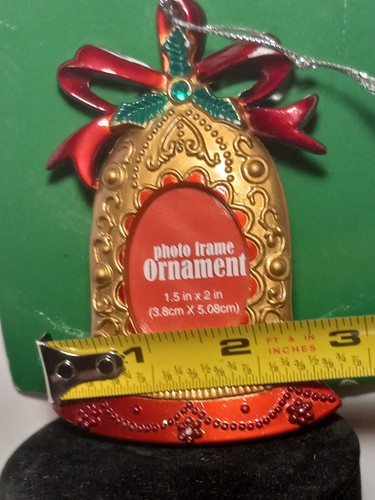 photo frame
Ornament
1.5 in x 2 in
(3.8cm X 5.08cm)
1 2 FT & IN 3
INCHES